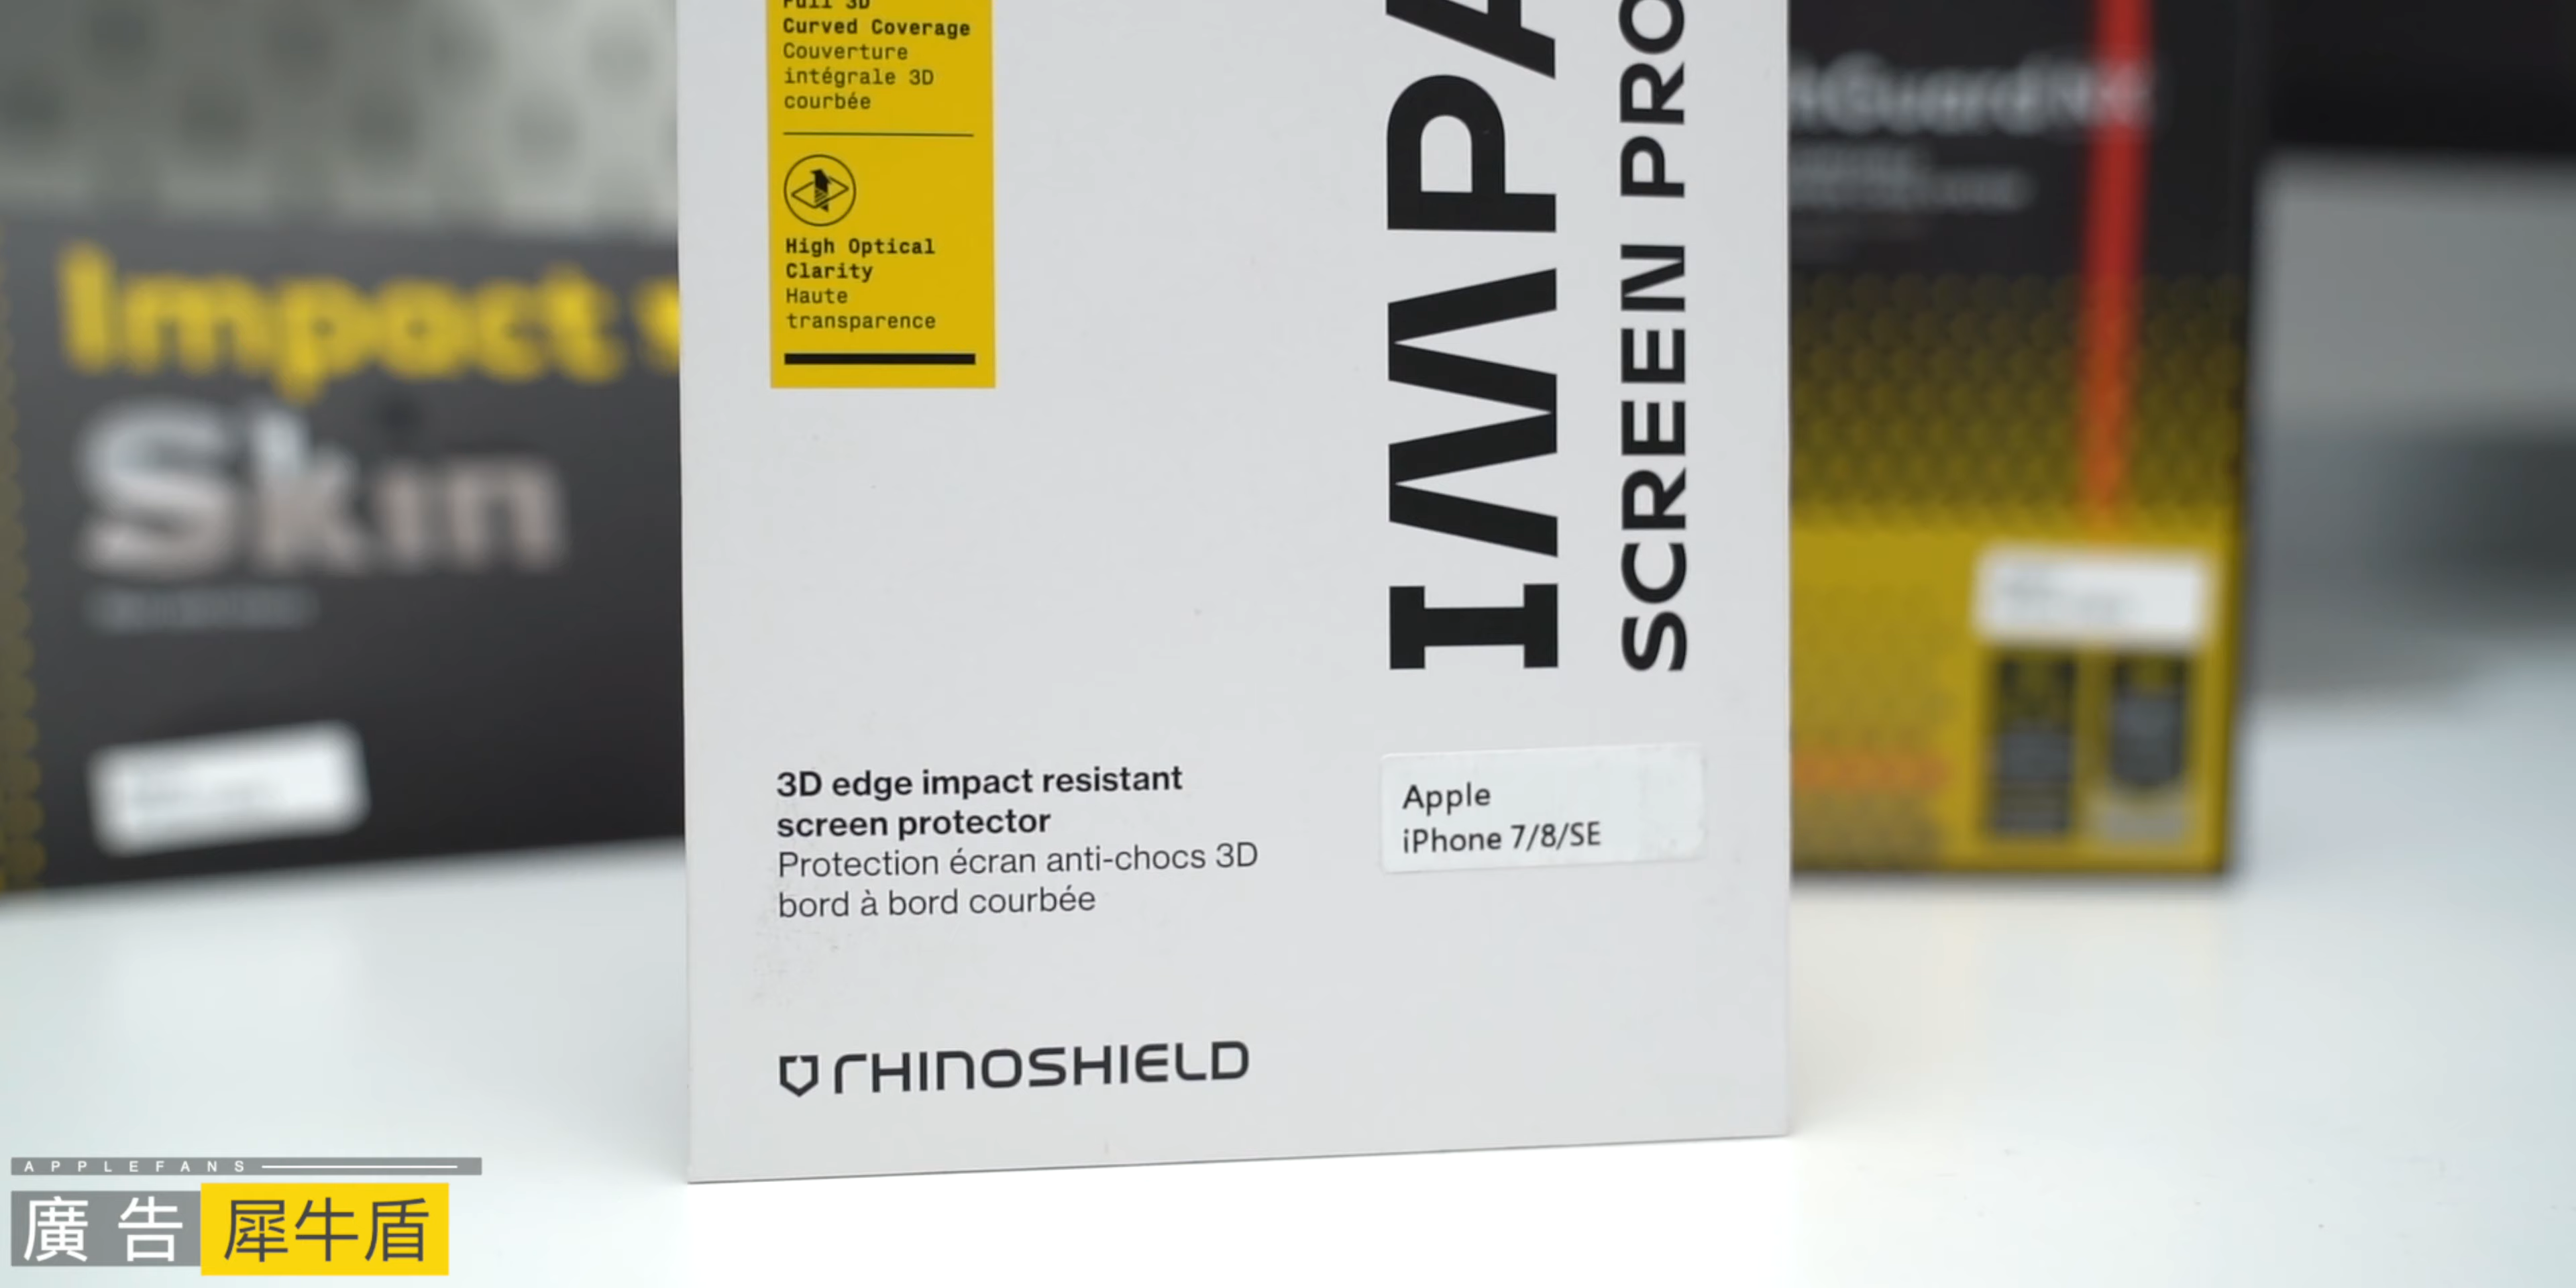 Full 3D
Curved Coverage
Couverture
intégrale 3D
courbée
High Optical
Clarity
Haute
transparence
IMPA
SCREEN PRO
Impact
Skin
3D edge impact resistant
screen protector
Protection écran anti-chocs 3D
bord à bord courbée
Apple
iPhone 7/8/SE
RHINOSHIELD
APPLEFANS
廣告 犀牛盾